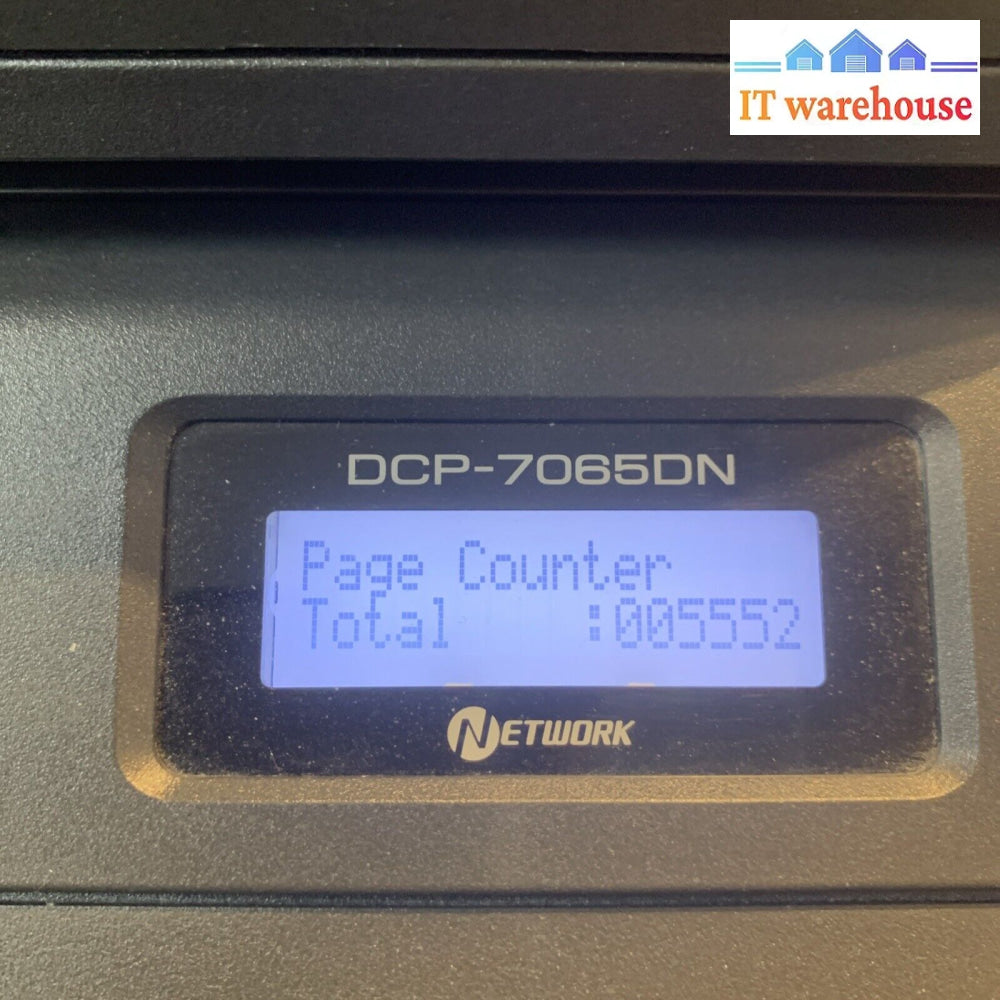 IT warehouse
DCP-7065DN
Page Counter
Total :005552
NETWORK